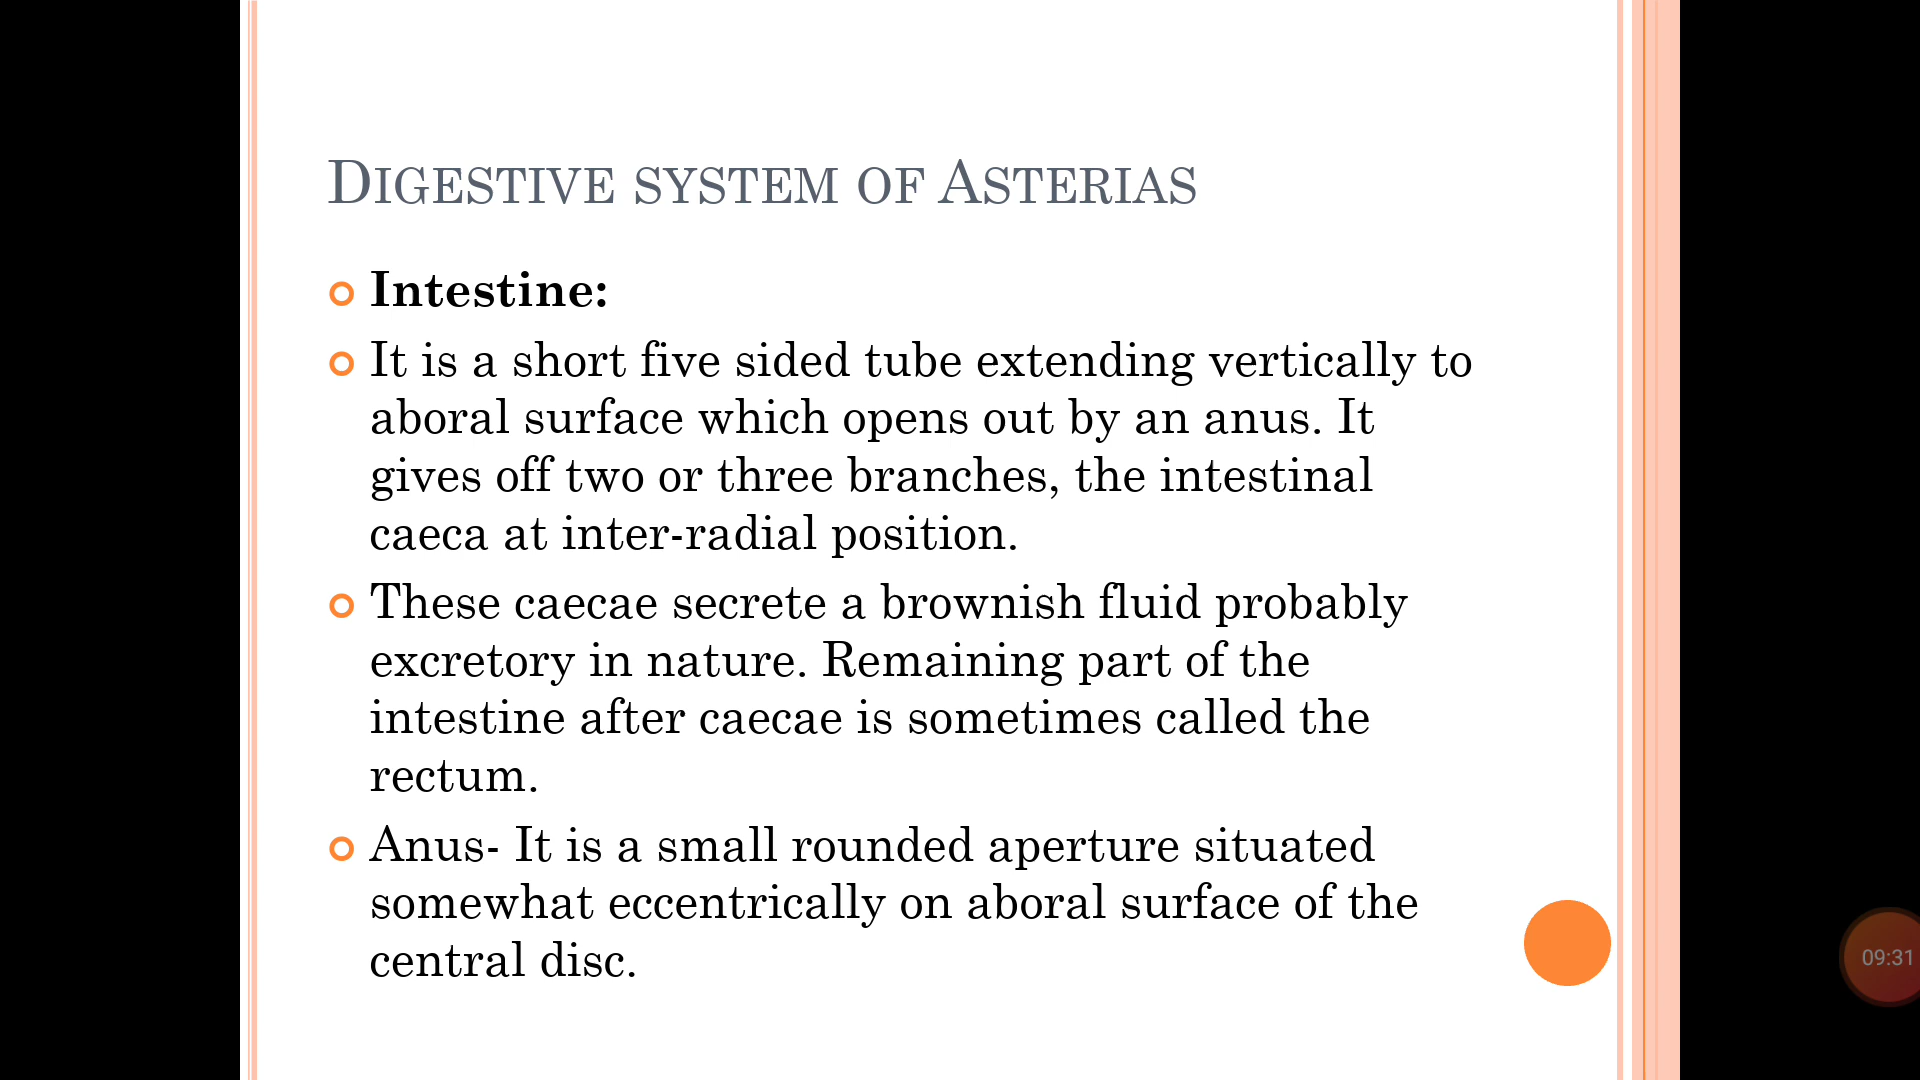 DIGESTIVE SYSTEM OF ASTERIAS
Intestine:
It is a short five sided tube extending vertically to
aboral surface which opens out by an anus. It
gives off two or three branches, the intestinal
caeca at inter-radial position.
These caecae secrete a brownish fluid probably
excretory in nature. Remaining part of the
intestine after caecae is sometimes called the
rectum.
Anus- It is a small rounded aperture situated
somewhat eccentrically on aboral surface of the
central disc.
09:31